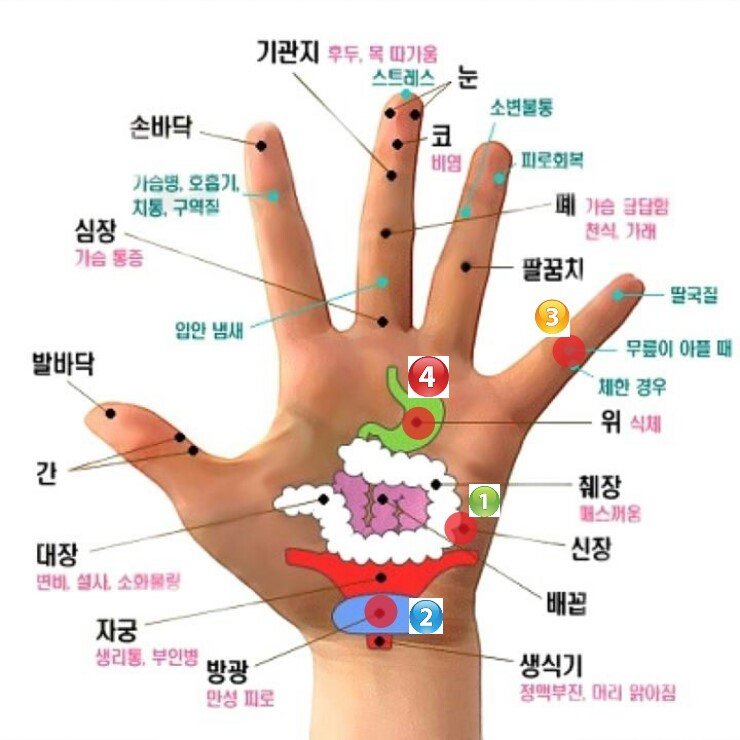 기관지 후두, 목 따가움
스트레스
눈
소변불통
손바닥
코
비염
피로회복
가슴병, 호흡기,
치통, 구역질
폐 가슴 답답함
천식, 가래
심장
가슴 통증
팔꿈치
딸국질
입안 냄새
3
무릎이 아플 때
발바닥
4
체한 경우
위 식체
간
췌장
매스꺼움
1
신장
대장
변비, 설사, 소화불량
배꼽
자궁
생리통, 부인병
2
방광
만성 피로
생식기
정맥부진, 머리 맑아짐